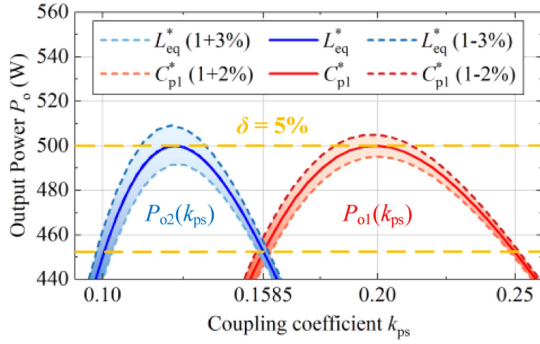 560
540
520
500
480
460
440
Output Power Pₒ (W)
L*eq (1+3%) L*eq L*eq (1-3%)
C*p1 (1+2%) C*p1 C*p1 (1-2%)
δ = 5%
Po2(kps) Po1(kps)
0.10 0.1585 0.20 0.25
Coupling coefficient kps